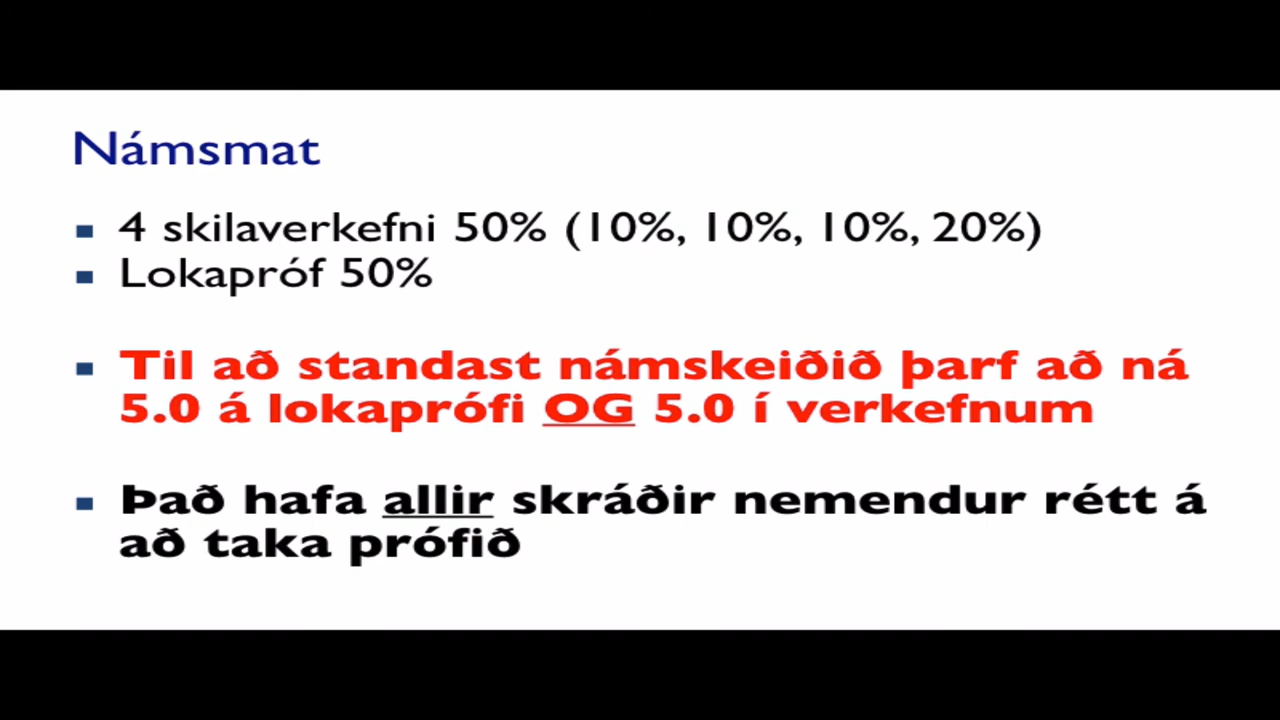 Námsmat
4 skilaverkefni 50% (10%, 10%, 10%, 20%)
Lokapróf 50%
Til að standast námskeiðið þarf að ná
5.0 á lokaprófi OG 5.0 í verkefnum
Það hafa allir skráðir nemendur rétt á
að taka prófið